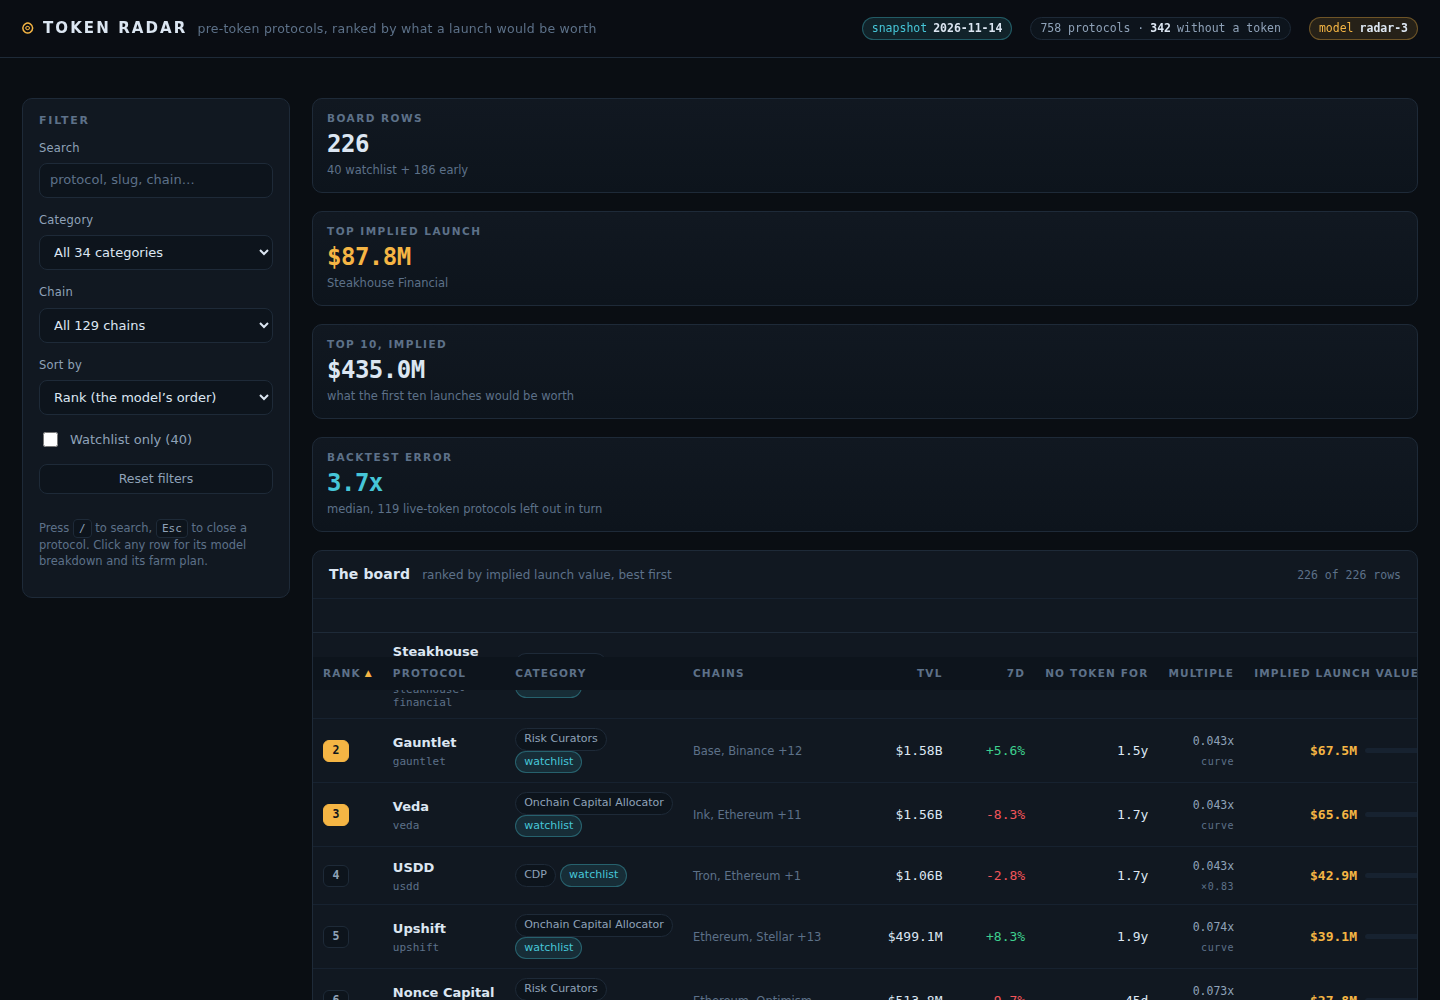 ◎ TOKEN RADAR pre-token protocols, ranked by what a launch would be worth
snapshot 2026-11-14
758 protocols · 342 without a token
model radar-3
FILTER
Search
protocol, slug, chain…
Category
All 34 categories
Chain
All 129 chains
Sort by
Rank (the model’s order)
Watchlist only (40)
Reset filters
Press / to search, Esc to close a
protocol. Click any row for its model
breakdown and its farm plan.
BOARD ROWS
226
40 watchlist + 186 early
TOP IMPLIED LAUNCH
$87.8M
Steakhouse Financial
TOP 10, IMPLIED
$435.0M
what the first ten launches would be worth
BACKTEST ERROR
3.7x
median, 119 live-token protocols left out in turn
The board ranked by implied launch value, best first
226 of 226 rows
Steakhouse
RANK ▲ PROTOCOL CATEGORY CHAINS TVL 7D NO TOKEN FOR MULTIPLE IMPLIED LAUNCH VALUE
steakhouse-
financial
2 Gauntlet Risk Curators Base, Binance +12 $1.58B +5.6% 1.5y 0.043x $67.5M
gauntlet watchlist curve
3 Veda Onchain Capital Allocator Ink, Ethereum +11 $1.56B -8.3% 1.7y 0.043x $65.6M
veda watchlist curve
4 USDD CDP watchlist Tron, Ethereum +1 $1.06B -2.8% 1.7y 0.043x $42.9M
usdd ×0.83
5 Upshift Onchain Capital Allocator Ethereum, Stellar +13 $499.1M +8.3% 1.9y 0.074x $39.1M
upshift watchlist curve
6 Nonce Capital Risk Curators Ethereum, Optimism $513.8M -9.7% 45d 0.073x $27.8M